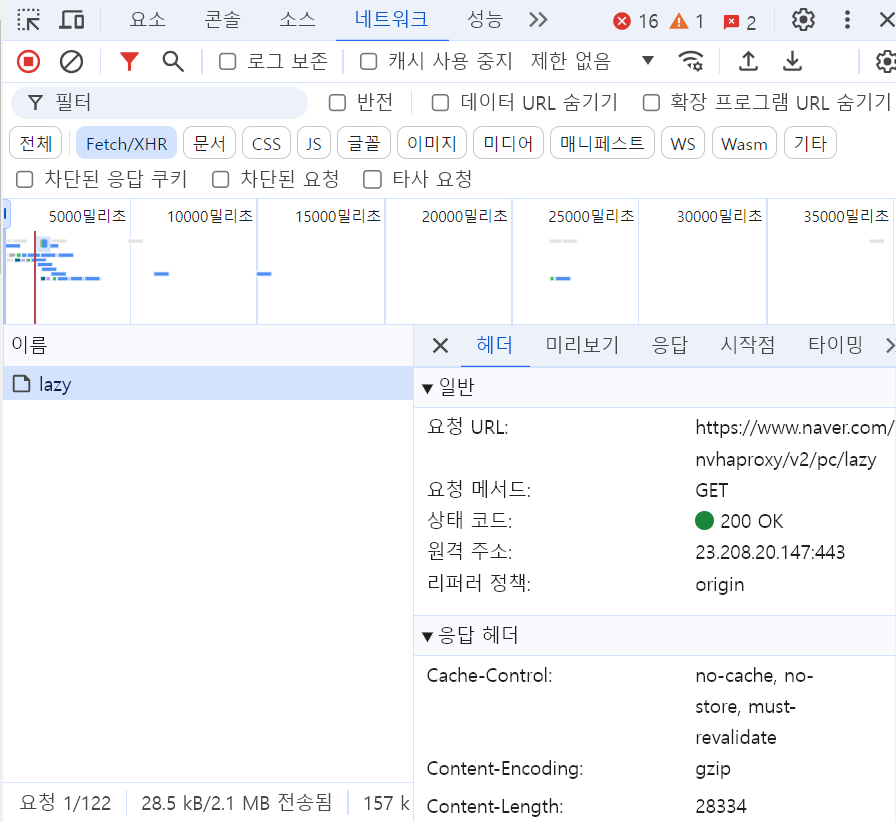 요소 콘솔 소스 네트워크 성능 16 1 2
로그 보존 캐시 사용 중지 제한 없음
필터 반전 데이터 URL 숨기기 확장 프로그램 URL 숨기기
전체 Fetch/XHR 문서 CSS JS 글꼴 이미지 미디어 매니페스트 WS Wasm 기타
차단된 응답 쿠키 차단된 요청 타사 요청
5000밀리초 10000밀리초 15000밀리초 20000밀리초 25000밀리초 30000밀리초 35000밀리초
이름
lazy
요청 1/122 28.5 kB/2.1 MB 전송됨 157 k
헤더 미리보기 응답 시작점 타이밍
▼일반
요청 URL: https://www.naver.com/
nvhaproxy/v2/pc/lazy
요청 메서드: GET
상태 코드: 200 OK
원격 주소: 23.208.20.147:443
리퍼러 정책: origin
▼응답 헤더
Cache-Control: no-cache, no-
store, must-
revalidate
Content-Encoding: gzip
Content-Length: 28334